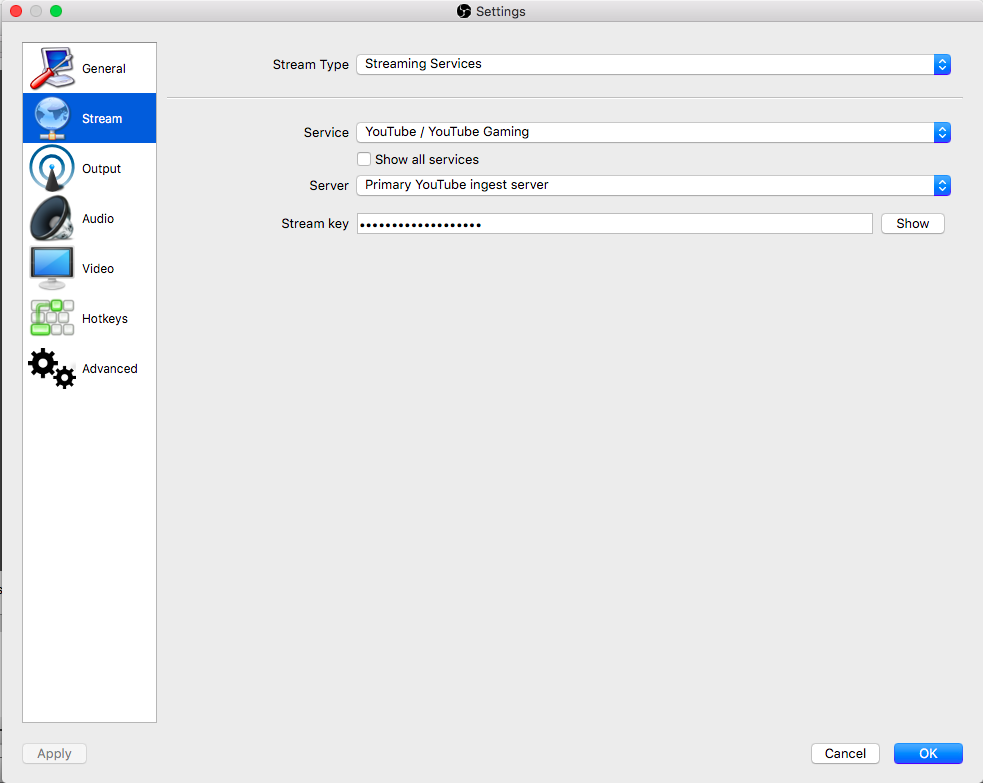 Settings
General
Stream
Output
Audio
Video
Hotkeys
Advanced
Stream Type Streaming Services
Service YouTube / YouTube Gaming
Show all services
Server Primary YouTube ingest server
Stream key ••••••••••••••••••• Show
Apply Cancel OK